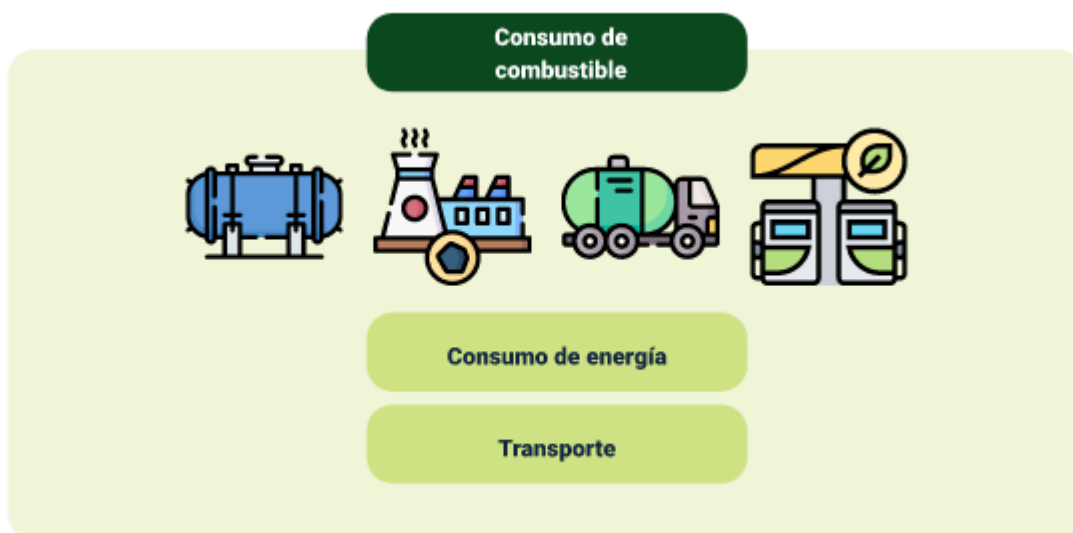 Consumo de
combustible
Consumo de energía
Transporte